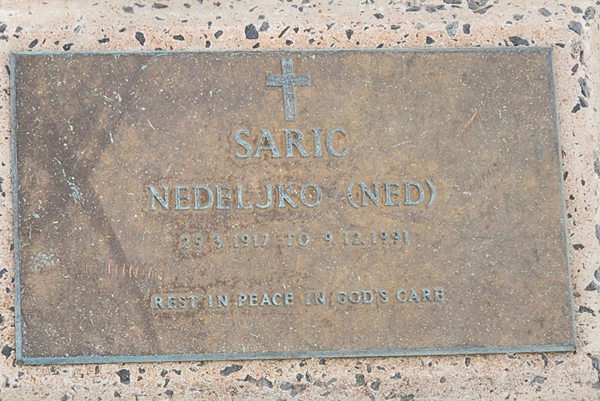 SARIC
NEDELJKO (NED)
25.3.1917 TO 9.12.1991
REST IN PEACE IN GOD'S CARE